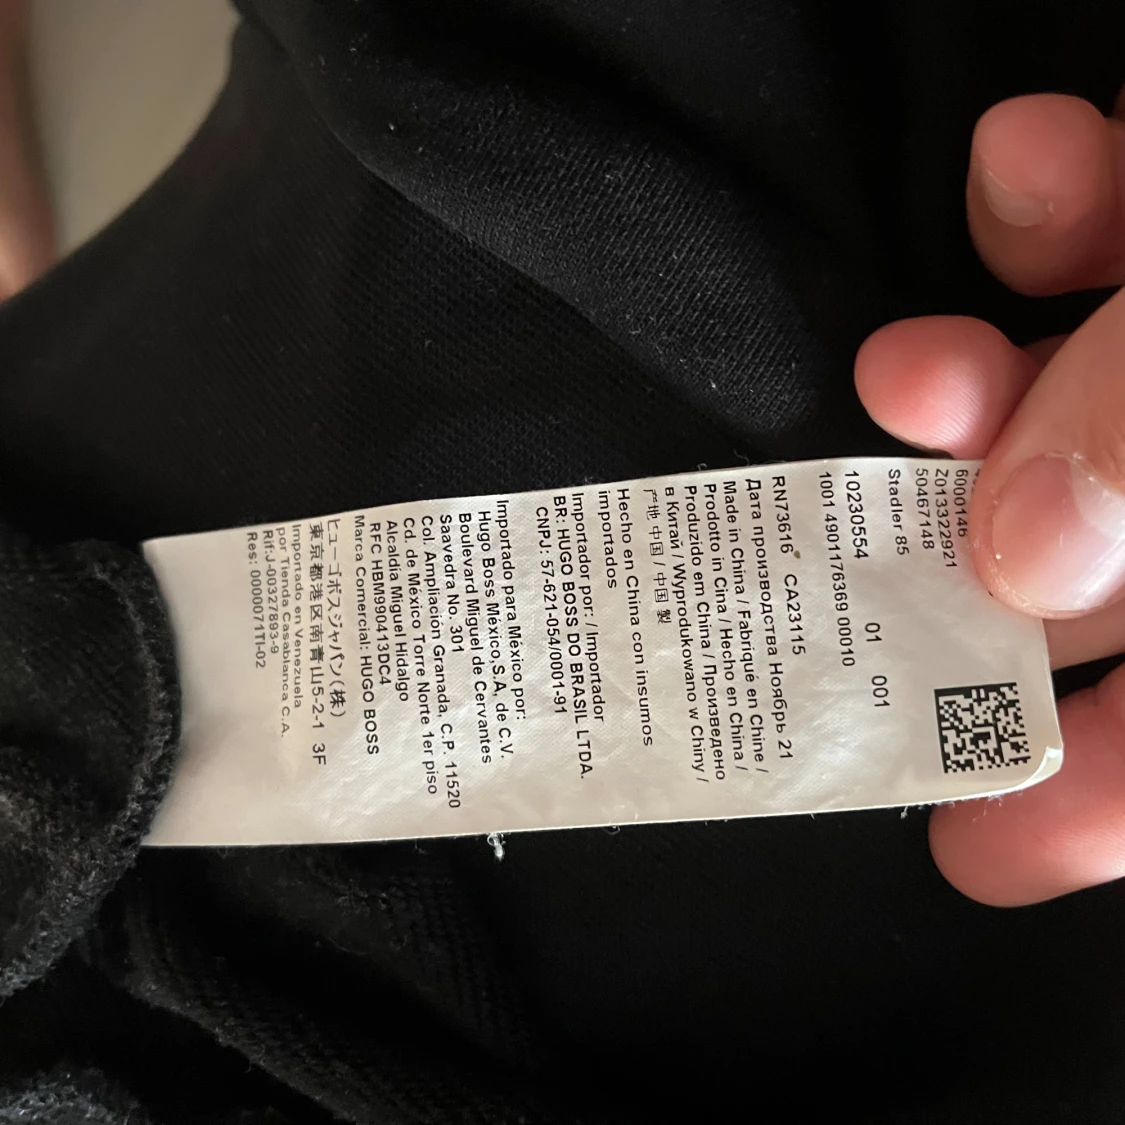 6000146
Z0133222921
50467148
Stadler 85
001
10230554 01
1001 4901176369 00010
RN73616 CA23115
Дата производства Ноябрь 21
Made in China / Fabriqué en Chine /
Prodotto in Cina / Hecho en China /
Produzido em China / Произведено
в Китай / Wyprodukowano w Chiny /
产地 中国 / 中国 製
Hecho en China con insumos
importados
Importador por: / Importador
BR: HUGO BOSS DO BRASIL LTDA.
CNPJ: 57-621-054/0001-91
Importado para México por:
Hugo Boss México,S.A, de C.V.
Boulevard Miguel de Cervantes
Saavedra No. 301
Col. Ampliación Granada, C.P. 11520
Cd. de México Torre Norte 1er piso
Alcaldia Miguel Hidalgo
RFC HBM990413DC4
Marca Comercial: HUGO BOSS
ヒューゴボスジャパン(株)
東京都港区南青山5-2-1 3F
Importado en Venezuela
por Tienda Casablanca C.A.
Rif:J-00327893-9
Res: 0000071TI-02